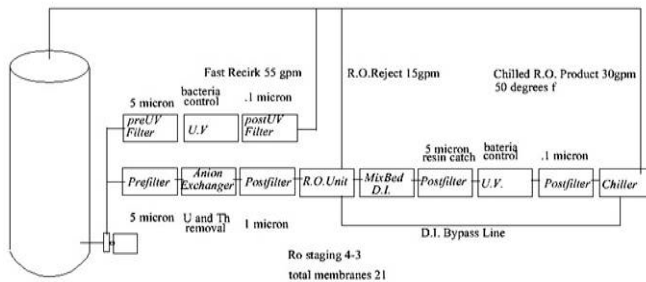 Fast Recirk 55 gpm
R.O.Reject 15gpm
Chilled R.O. Product 30gpm
50 degrees f
5 micron
bacteria
control
.1 micron
preUV
Filter
U.V
postUV
Filter
5 micron
resin catch
bateria
control
.1 micron
Prefilter
Anion
Exchanger
Postfilter
R.O.Unit
MixBed
D.I.
Postfilter
U.V.
Postfilter
Chiller
5 micron
U and Th
removal
1 micron
D.I. Bypass Line
Ro staging 4-3
total membranes 21